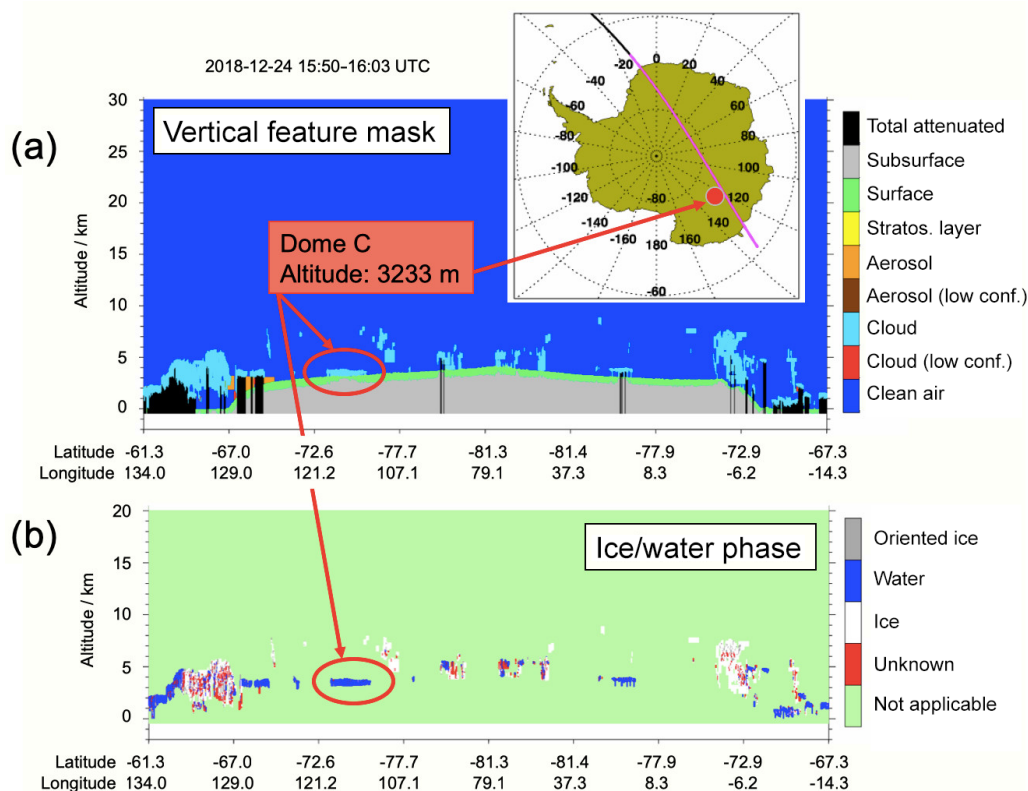 2018-12-24 15:50–16:03 UTC
(a)
Vertical feature mask
Altitude / km
30
25
20
15
10
5
0
-20 0 20
-40 40
-60 60
-80 80
-100 100
-120 120
-140 140
-160 180 160
-80
-60
Dome C
Altitude: 3233 m
Total attenuated
Subsurface
Surface
Stratos. layer
Aerosol
Aerosol (low conf.)
Cloud
Cloud (low conf.)
Clean air
Latitude -61.3 -67.0 -72.6 -77.7 -81.3 -81.4 -77.9 -72.9 -67.3
Longitude 134.0 129.0 121.2 107.1 79.1 37.3 8.3 -6.2 -14.3
(b)
Ice/water phase
Altitude / km
20
15
10
5
0
Oriented ice
Water
Ice
Unknown
Not applicable
Latitude -61.3 -67.0 -72.6 -77.7 -81.3 -81.4 -77.9 -72.9 -67.3
Longitude 134.0 129.0 121.2 107.1 79.1 37.3 8.3 -6.2 -14.3